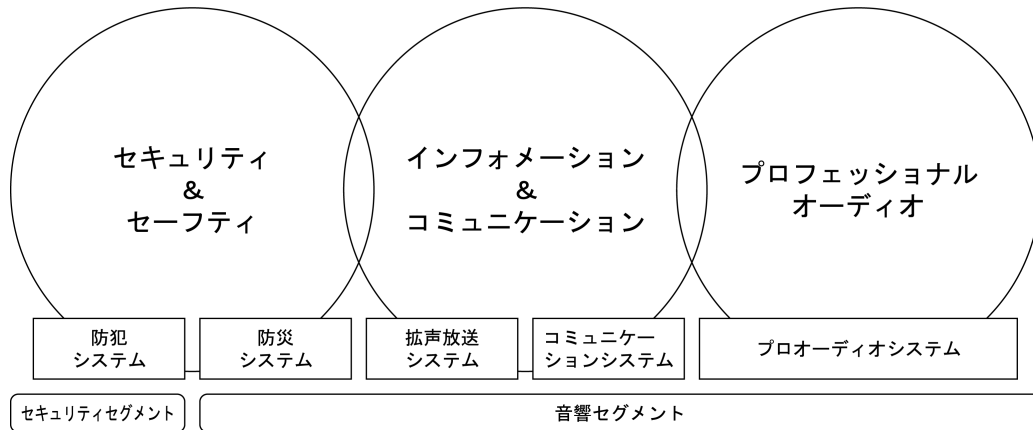 セキュリティ
&
セーフティ
インフォメーション
&
コミュニケーション
プロフェッショナル
オーディオ
防犯
システム
防災
システム
拡声放送
システム
コミュニケー
ションシステム
プロオーディオシステム
セキュリティセグメント
音響セグメント